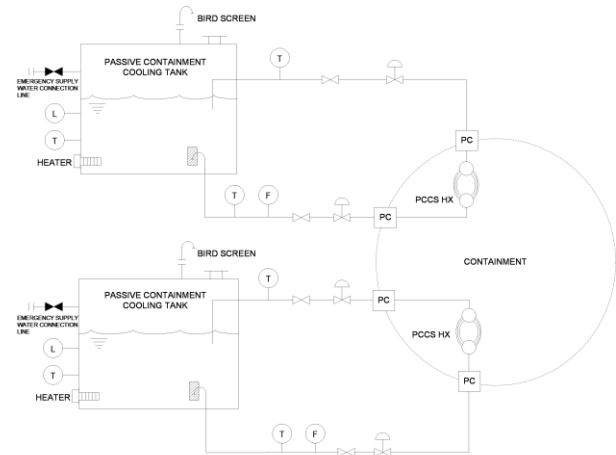 BIRD SCREEN
PASSIVE CONTAINMENT
COOLING TANK
T
EMERGENCY SUPPLY
WATER CONNECTION
LINE
L
T
HEATER
PC
T
F
PC
PCCS HX
CONTAINMENT
BIRD SCREEN
PASSIVE CONTAINMENT
COOLING TANK
T
EMERGENCY SUPPLY
WATER CONNECTION
LINE
PC
L
PCCS HX
T
HEATER
PC
T
F